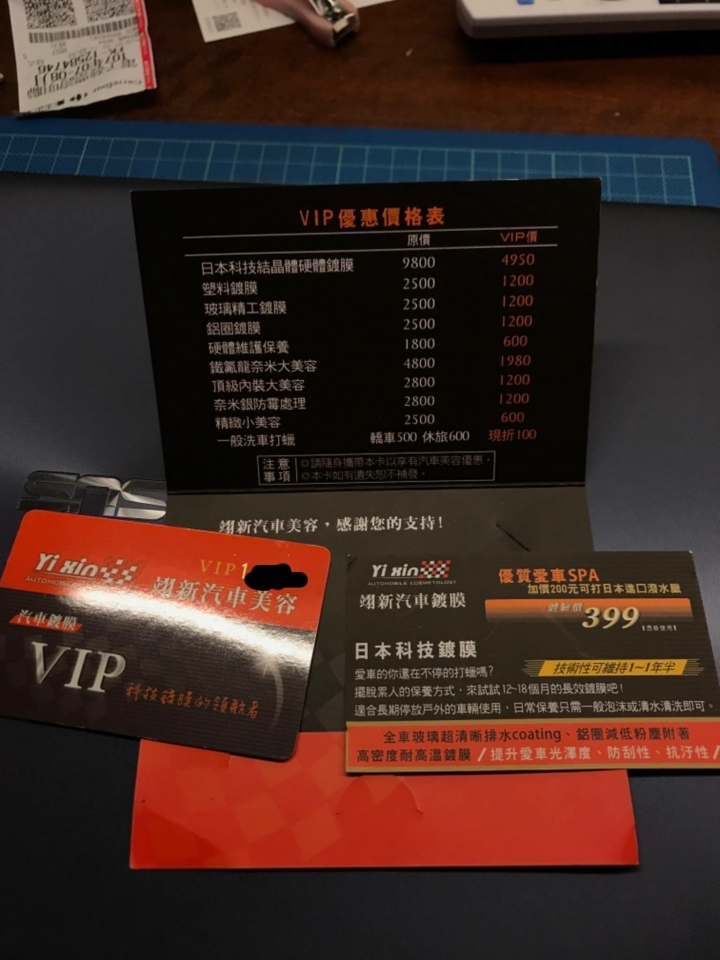 107年07-08月
VIP優惠價格表
原價 VIP價
日本科技結晶體硬體鍍膜 9800 4950
塑料鍍膜 2500 1200
玻璃精工鍍膜 2500 1200
鋁圈鍍膜 2500 1200
硬體維護保養 1800 600
鐵氟龍奈米大美容 4800 1980
頂級內裝大美容 2800 1200
奈米銀防霉處理 2800 1200
精緻小美容 2500 600
一般洗車打蠟 轎車500 休旅600 現折100
注意事項
◎請隨身攜帶本卡以享有汽車美容優惠。
◎本卡如有遺失恕不補發。
翊新汽車美容，感謝您的支持!
Yi xin
AUTOMOBILE COSMETOLOGY
VIP1
翊新汽車美容
汽車鍍膜
VIP
Yi xin
AUTOMOBILE COSMETOLOGY
翊新汽車鍍膜
優質愛車SPA
加價200元可打日本進口潑水蠟
體驗價 399
日本科技鍍膜
技術性可維持1~1年半
愛車的你還在不停的打蠟嗎?
擺脫累人的保養方式，來試試12~18個月的長效鍍膜吧!
適合長期停放戶外的車輛使用，日常保養只需一般泡沫或清水清洗即可。
全車玻璃超清晰排水coating、鋁圈減低粉塵附著
高密度耐高溫鍍膜 / 提升愛車光澤度、防刮性、抗汙性 /